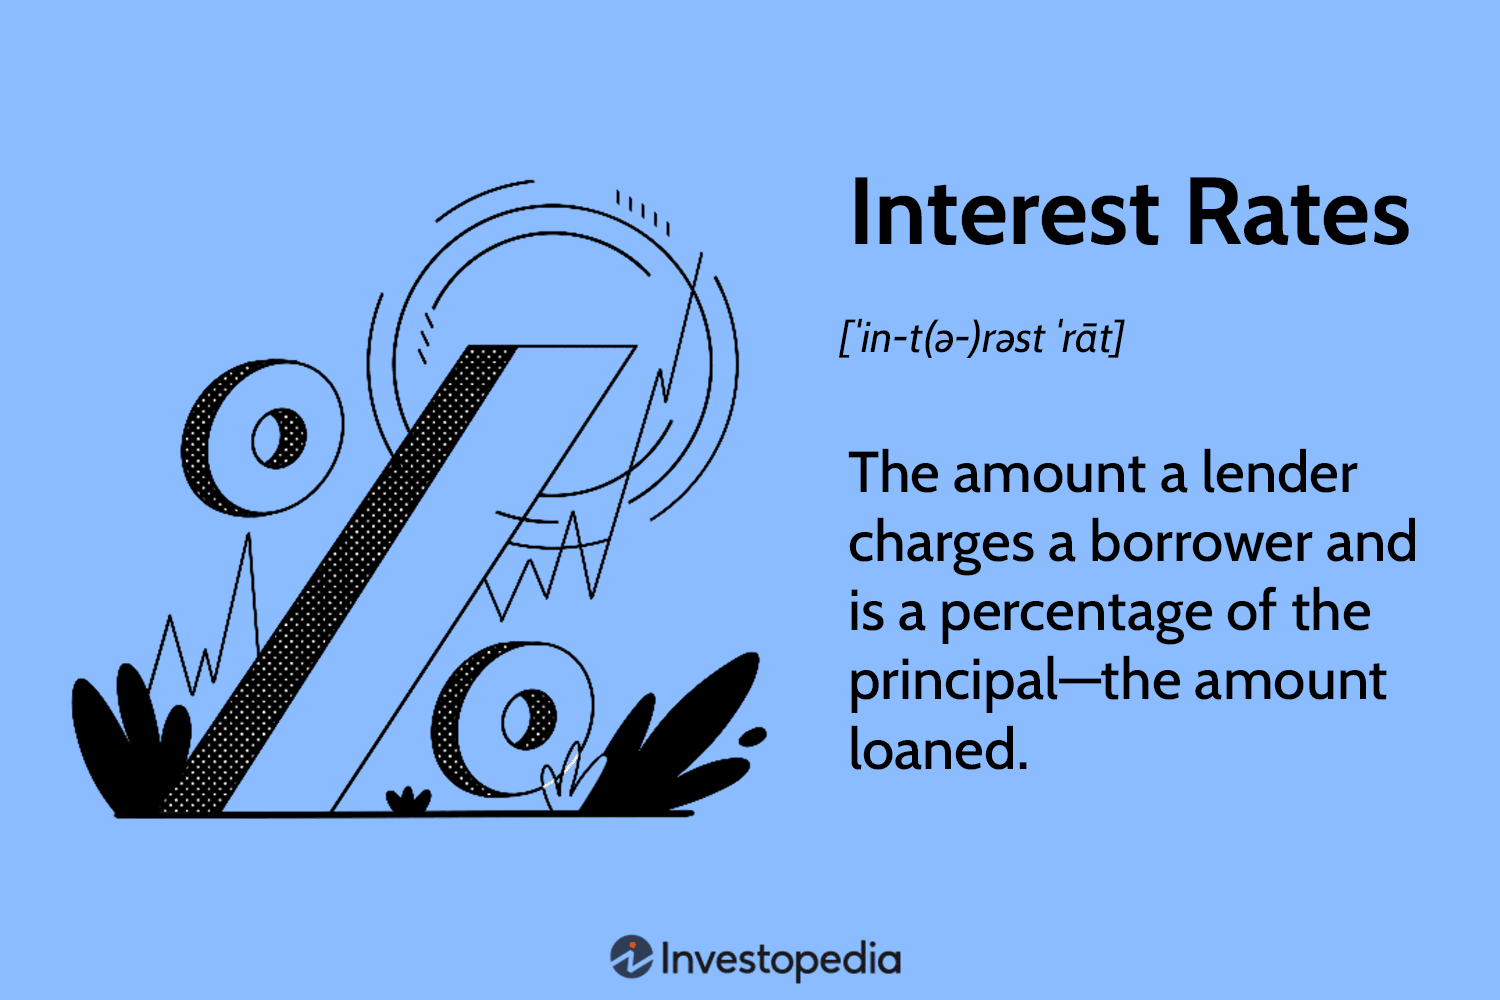 Interest Rates
[ˈin-t(ə-)rəst ˈrāt]
The amount a lender
charges a borrower and
is a percentage of the
principal—the amount
loaned.
Investopedia